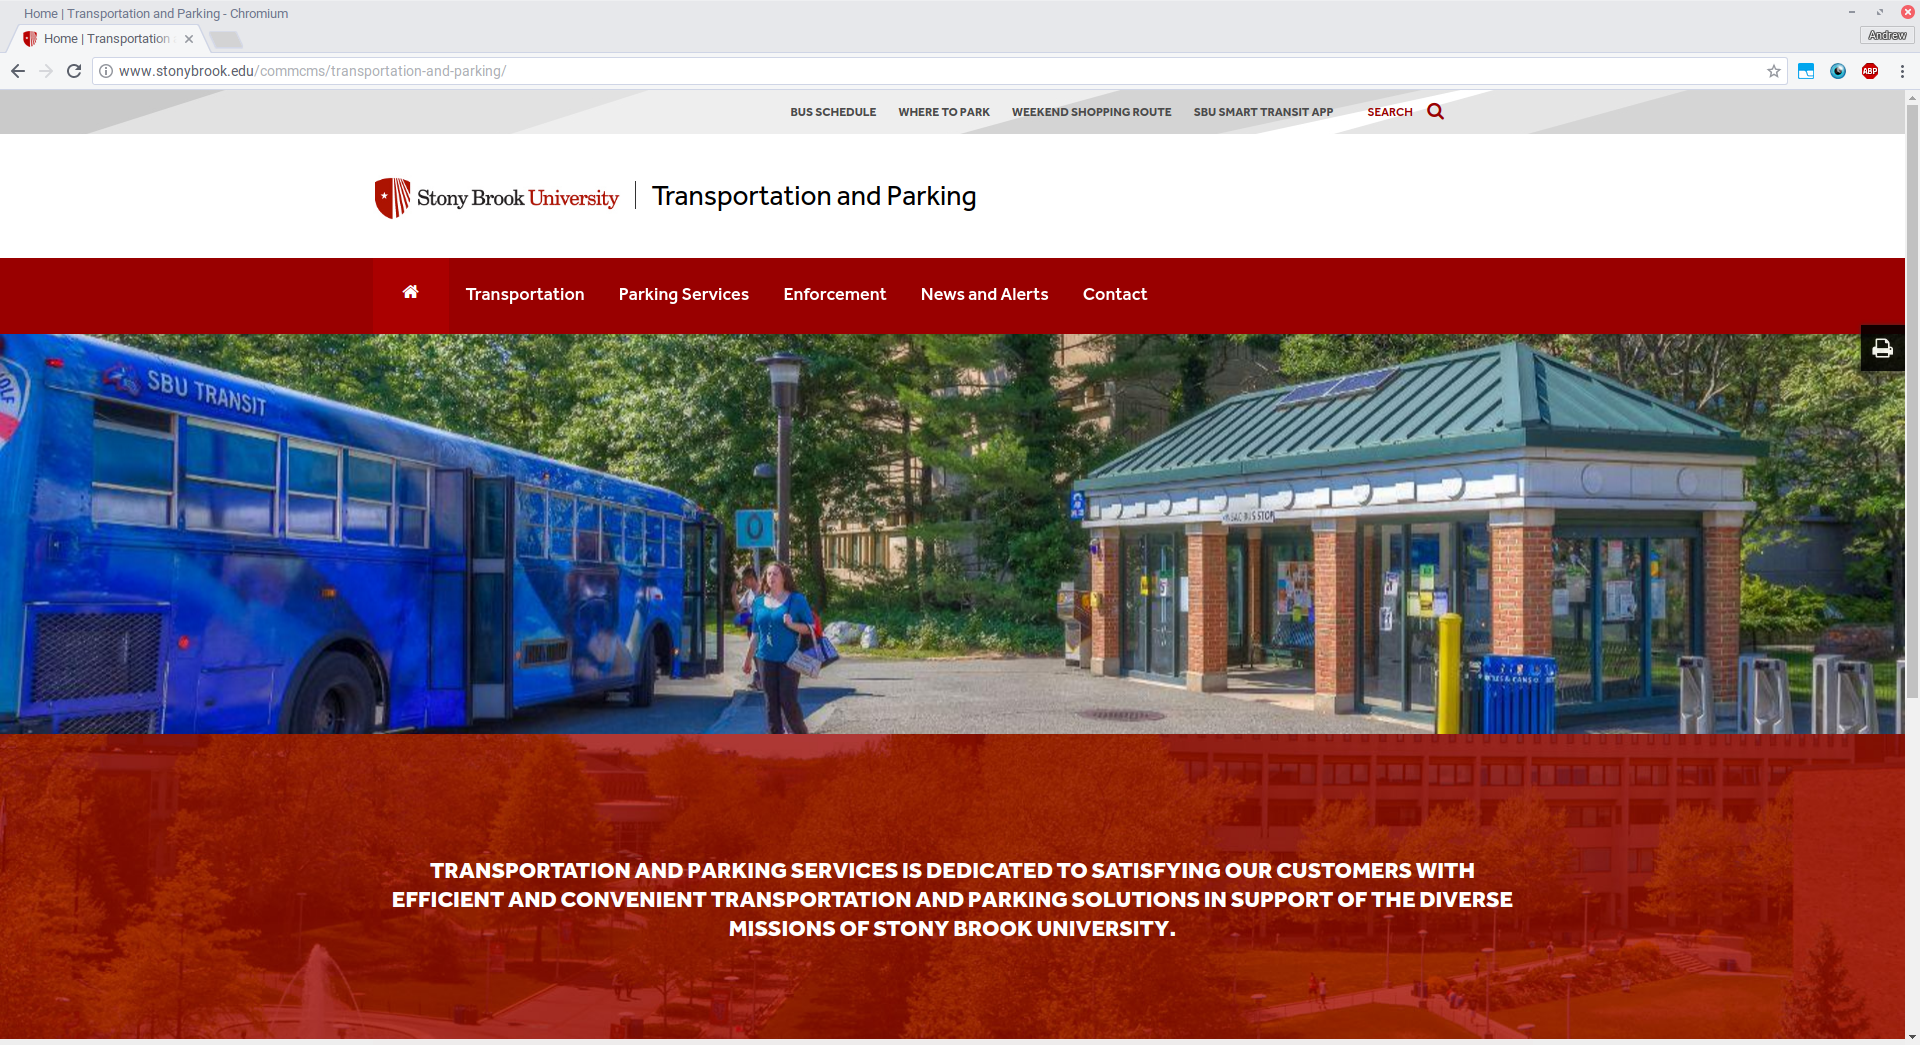 Home | Transportation and Parking - Chromium
Home | Transportation
Andrew
www.stonybrook.edu/commcms/transportation-and-parking/
ABP
BUS SCHEDULE WHERE TO PARK WEEKEND SHOPPING ROUTE SBU SMART TRANSIT APP SEARCH
Stony Brook University Transportation and Parking
Transportation Parking Services Enforcement News and Alerts Contact
SBU TRANSIT
BUS STOP
TRANSPORTATION AND PARKING SERVICES IS DEDICATED TO SATISFYING OUR CUSTOMERS WITH
EFFICIENT AND CONVENIENT TRANSPORTATION AND PARKING SOLUTIONS IN SUPPORT OF THE DIVERSE
MISSIONS OF STONY BROOK UNIVERSITY.